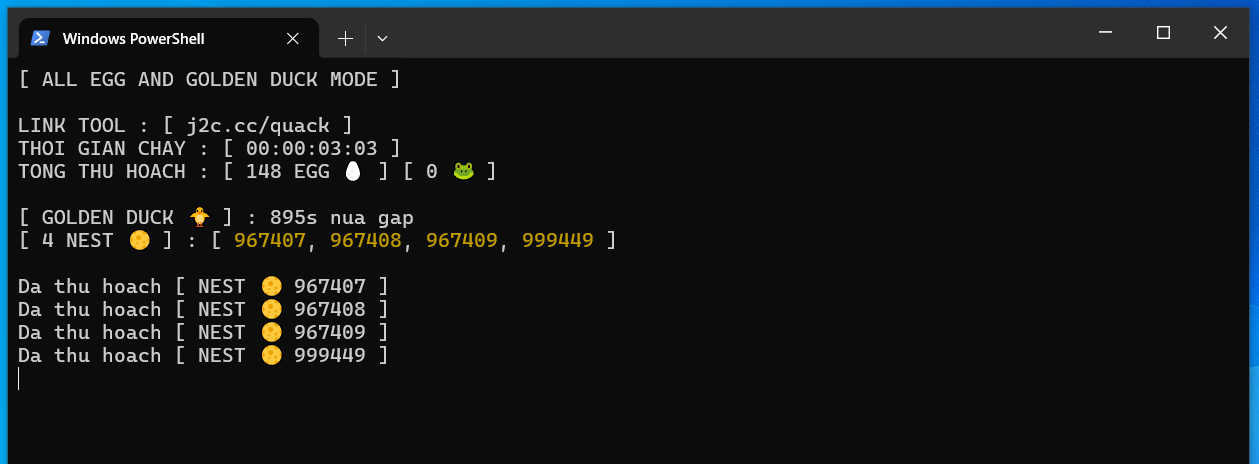 Windows PowerShell
[ ALL EGG AND GOLDEN DUCK MODE ]
LINK TOOL : [ j2c.cc/quack ]
THOI GIAN CHAY : [ 00:00:03:03 ]
TONG THU HOACH : [ 148 EGG 🥚 ] [ 0 🐸 ]
[ GOLDEN DUCK 🐥 ] : 895s nua gap
[ 4 NEST 🌕 ] : [ 967407, 967408, 967409, 999449 ]
Da thu hoach [ NEST 🌕 967407 ]
Da thu hoach [ NEST 🌕 967408 ]
Da thu hoach [ NEST 🌕 967409 ]
Da thu hoach [ NEST 🌕 999449 ]